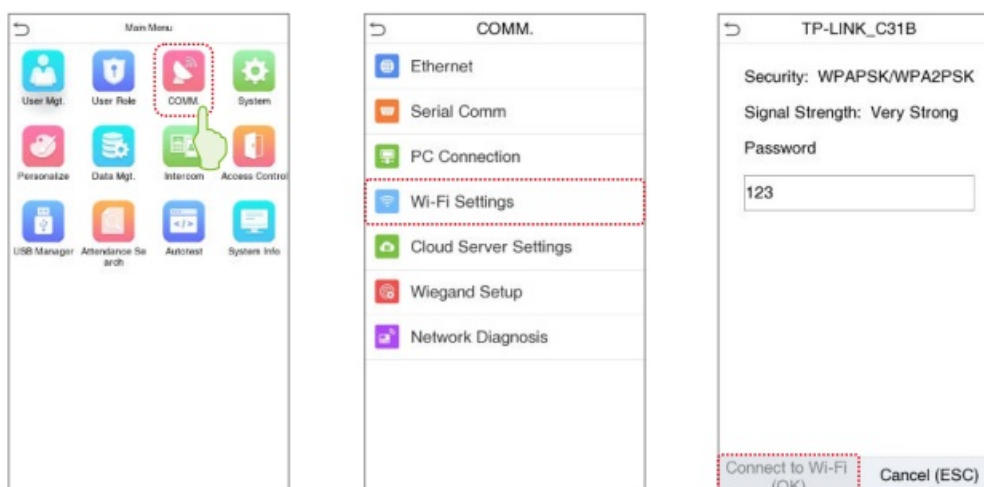 Main Menu
User Mgt.
User Role
COMM.
System
Personalize
Data Mgt.
Intercom
Access Control
USB Manager
Attendance Se
arch
Autotest
System Info
COMM.
Ethernet
Serial Comm
PC Connection
Wi-Fi Settings
Cloud Server Settings
Wiegand Setup
Network Diagnosis
TP-LINK_C31B
Security: WPAPSK/WPA2PSK
Signal Strength: Very Strong
Password
123
Connect to Wi-Fi
(OK)
Cancel (ESC)